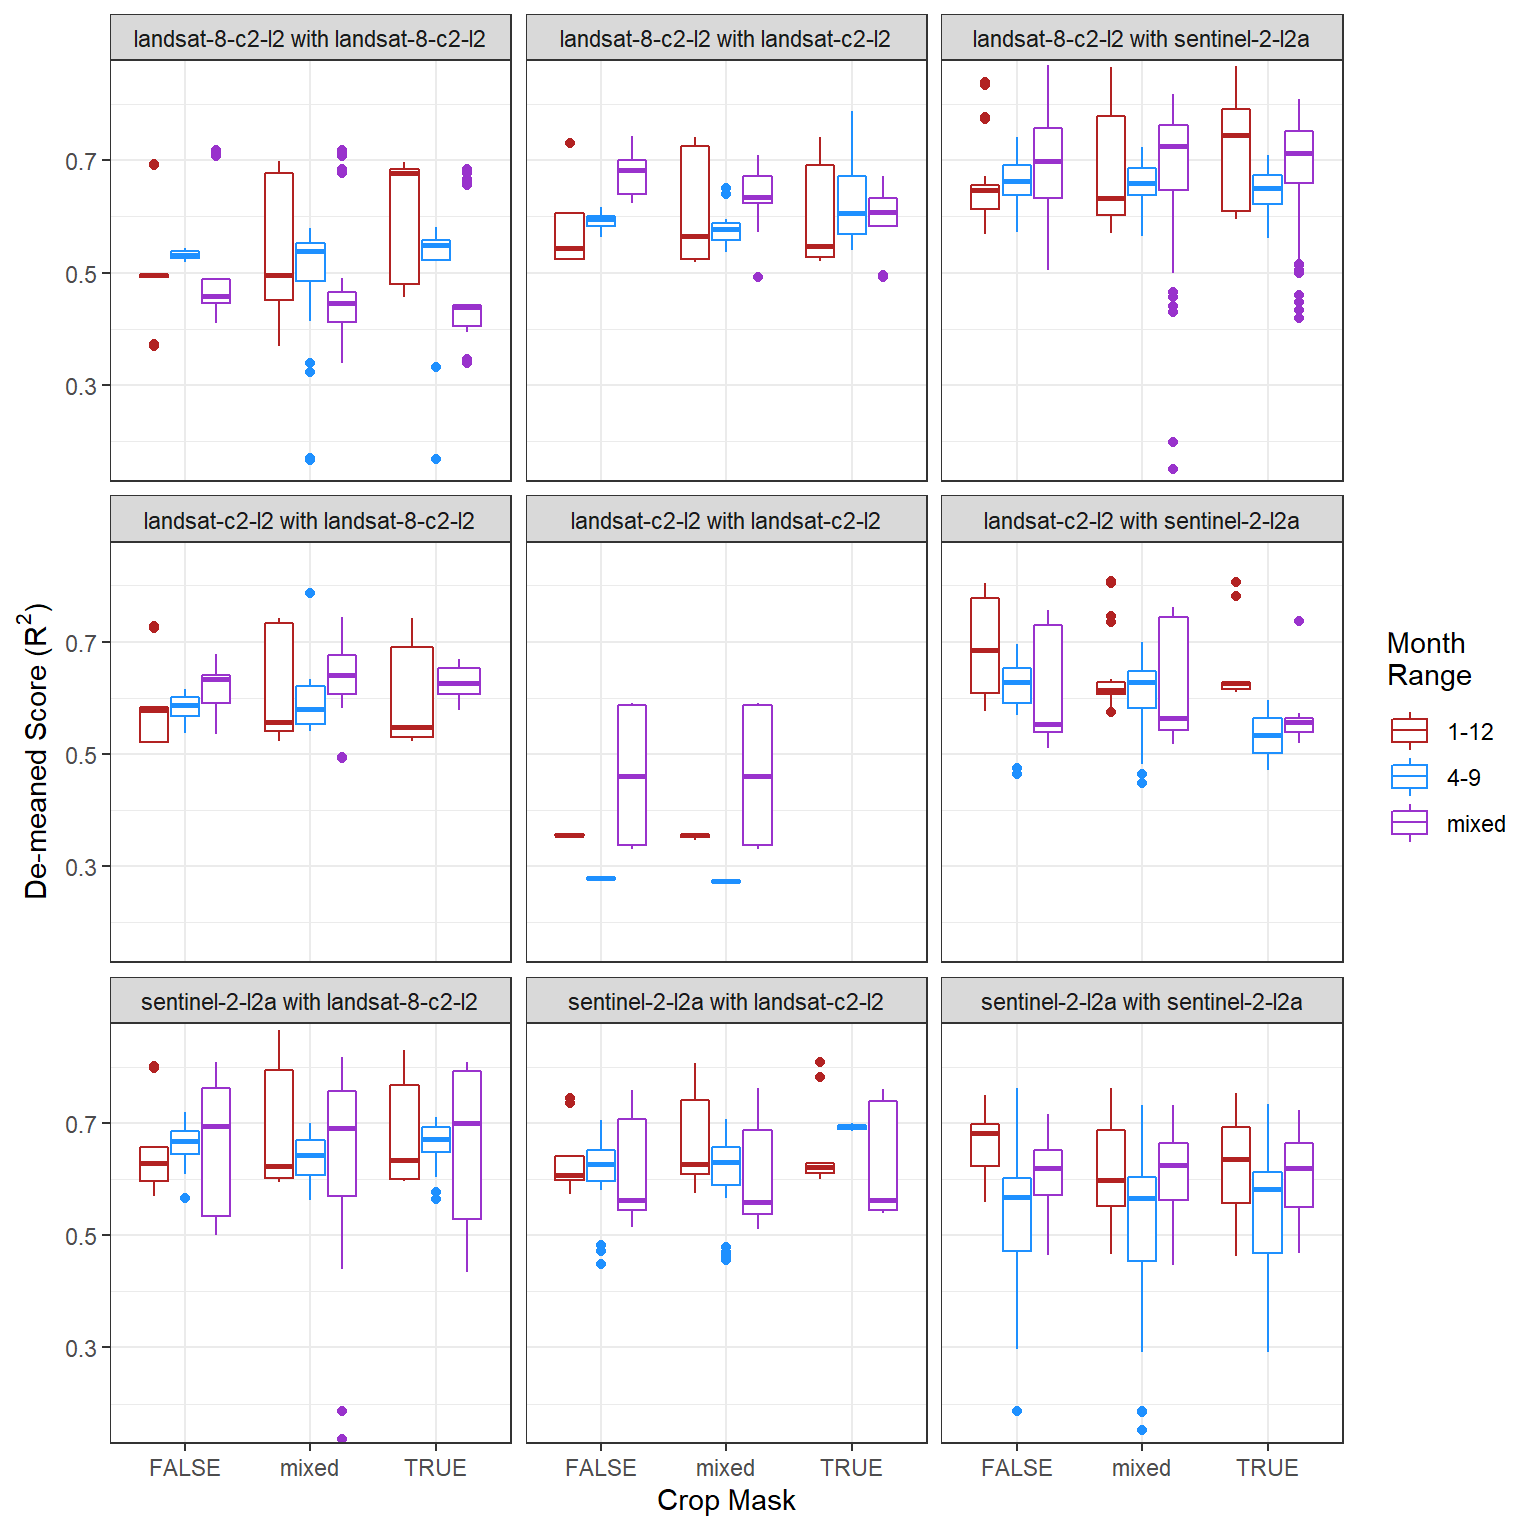 landsat-8-c2-l2 with landsat-8-c2-l2
landsat-8-c2-l2 with landsat-c2-l2
landsat-8-c2-l2 with sentinel-2-l2a
0.7
0.5
0.3
landsat-c2-l2 with landsat-8-c2-l2
landsat-c2-l2 with landsat-c2-l2
landsat-c2-l2 with sentinel-2-l2a
0.7
0.5
0.3
sentinel-2-l2a with landsat-8-c2-l2
sentinel-2-l2a with landsat-c2-l2
sentinel-2-l2a with sentinel-2-l2a
0.7
0.5
0.3
FALSE mixed TRUE
FALSE mixed TRUE
FALSE mixed TRUE
Crop Mask
De-meaned Score (R²)
Month
Range
1-12
4-9
mixed